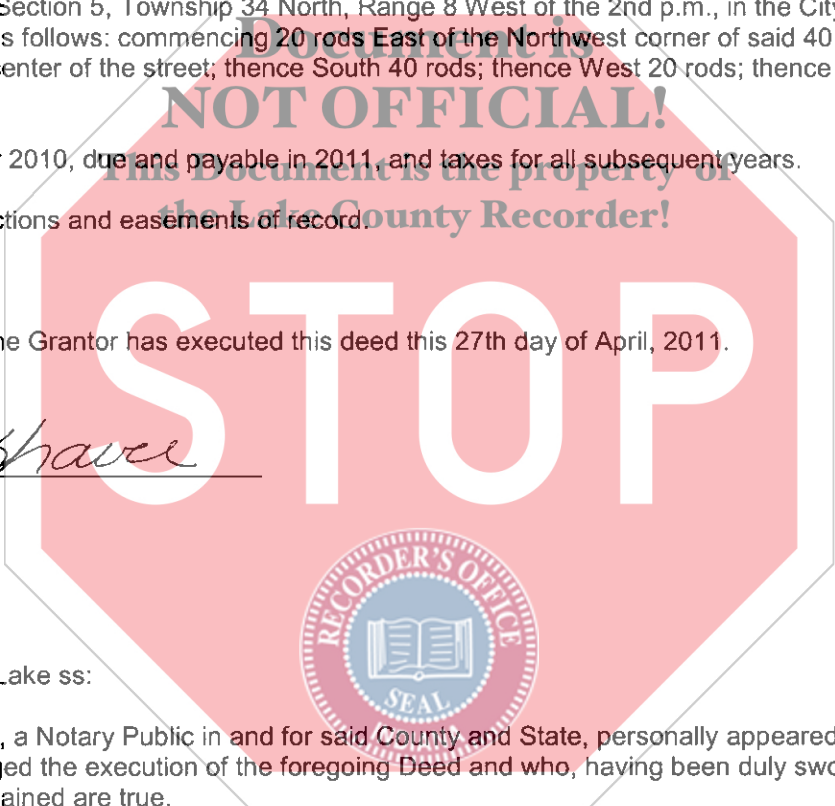 Section 5, Township 34 North, Range 8 West of the 2nd p.m., in the City
s follows: commencing 20 rods East of the Northwest corner of said 40
Document is
enter of the street; thence South 40 rods; thence West 20 rods; thence
NOT OFFICIAL!
2010, due and payable in 2011, and taxes for all subsequent years.
This Document is the property of
the Lake County Recorder!
ctions and easements of record.
STOP
ne Grantor has executed this deed this 27th day of April, 2011.
RECORDER'S OFFICE
SEAL
Lake ss:
, a Notary Public in and for said County and State, personally appeared
ged the execution of the foregoing Deed and who, having been duly swo
ained are true.